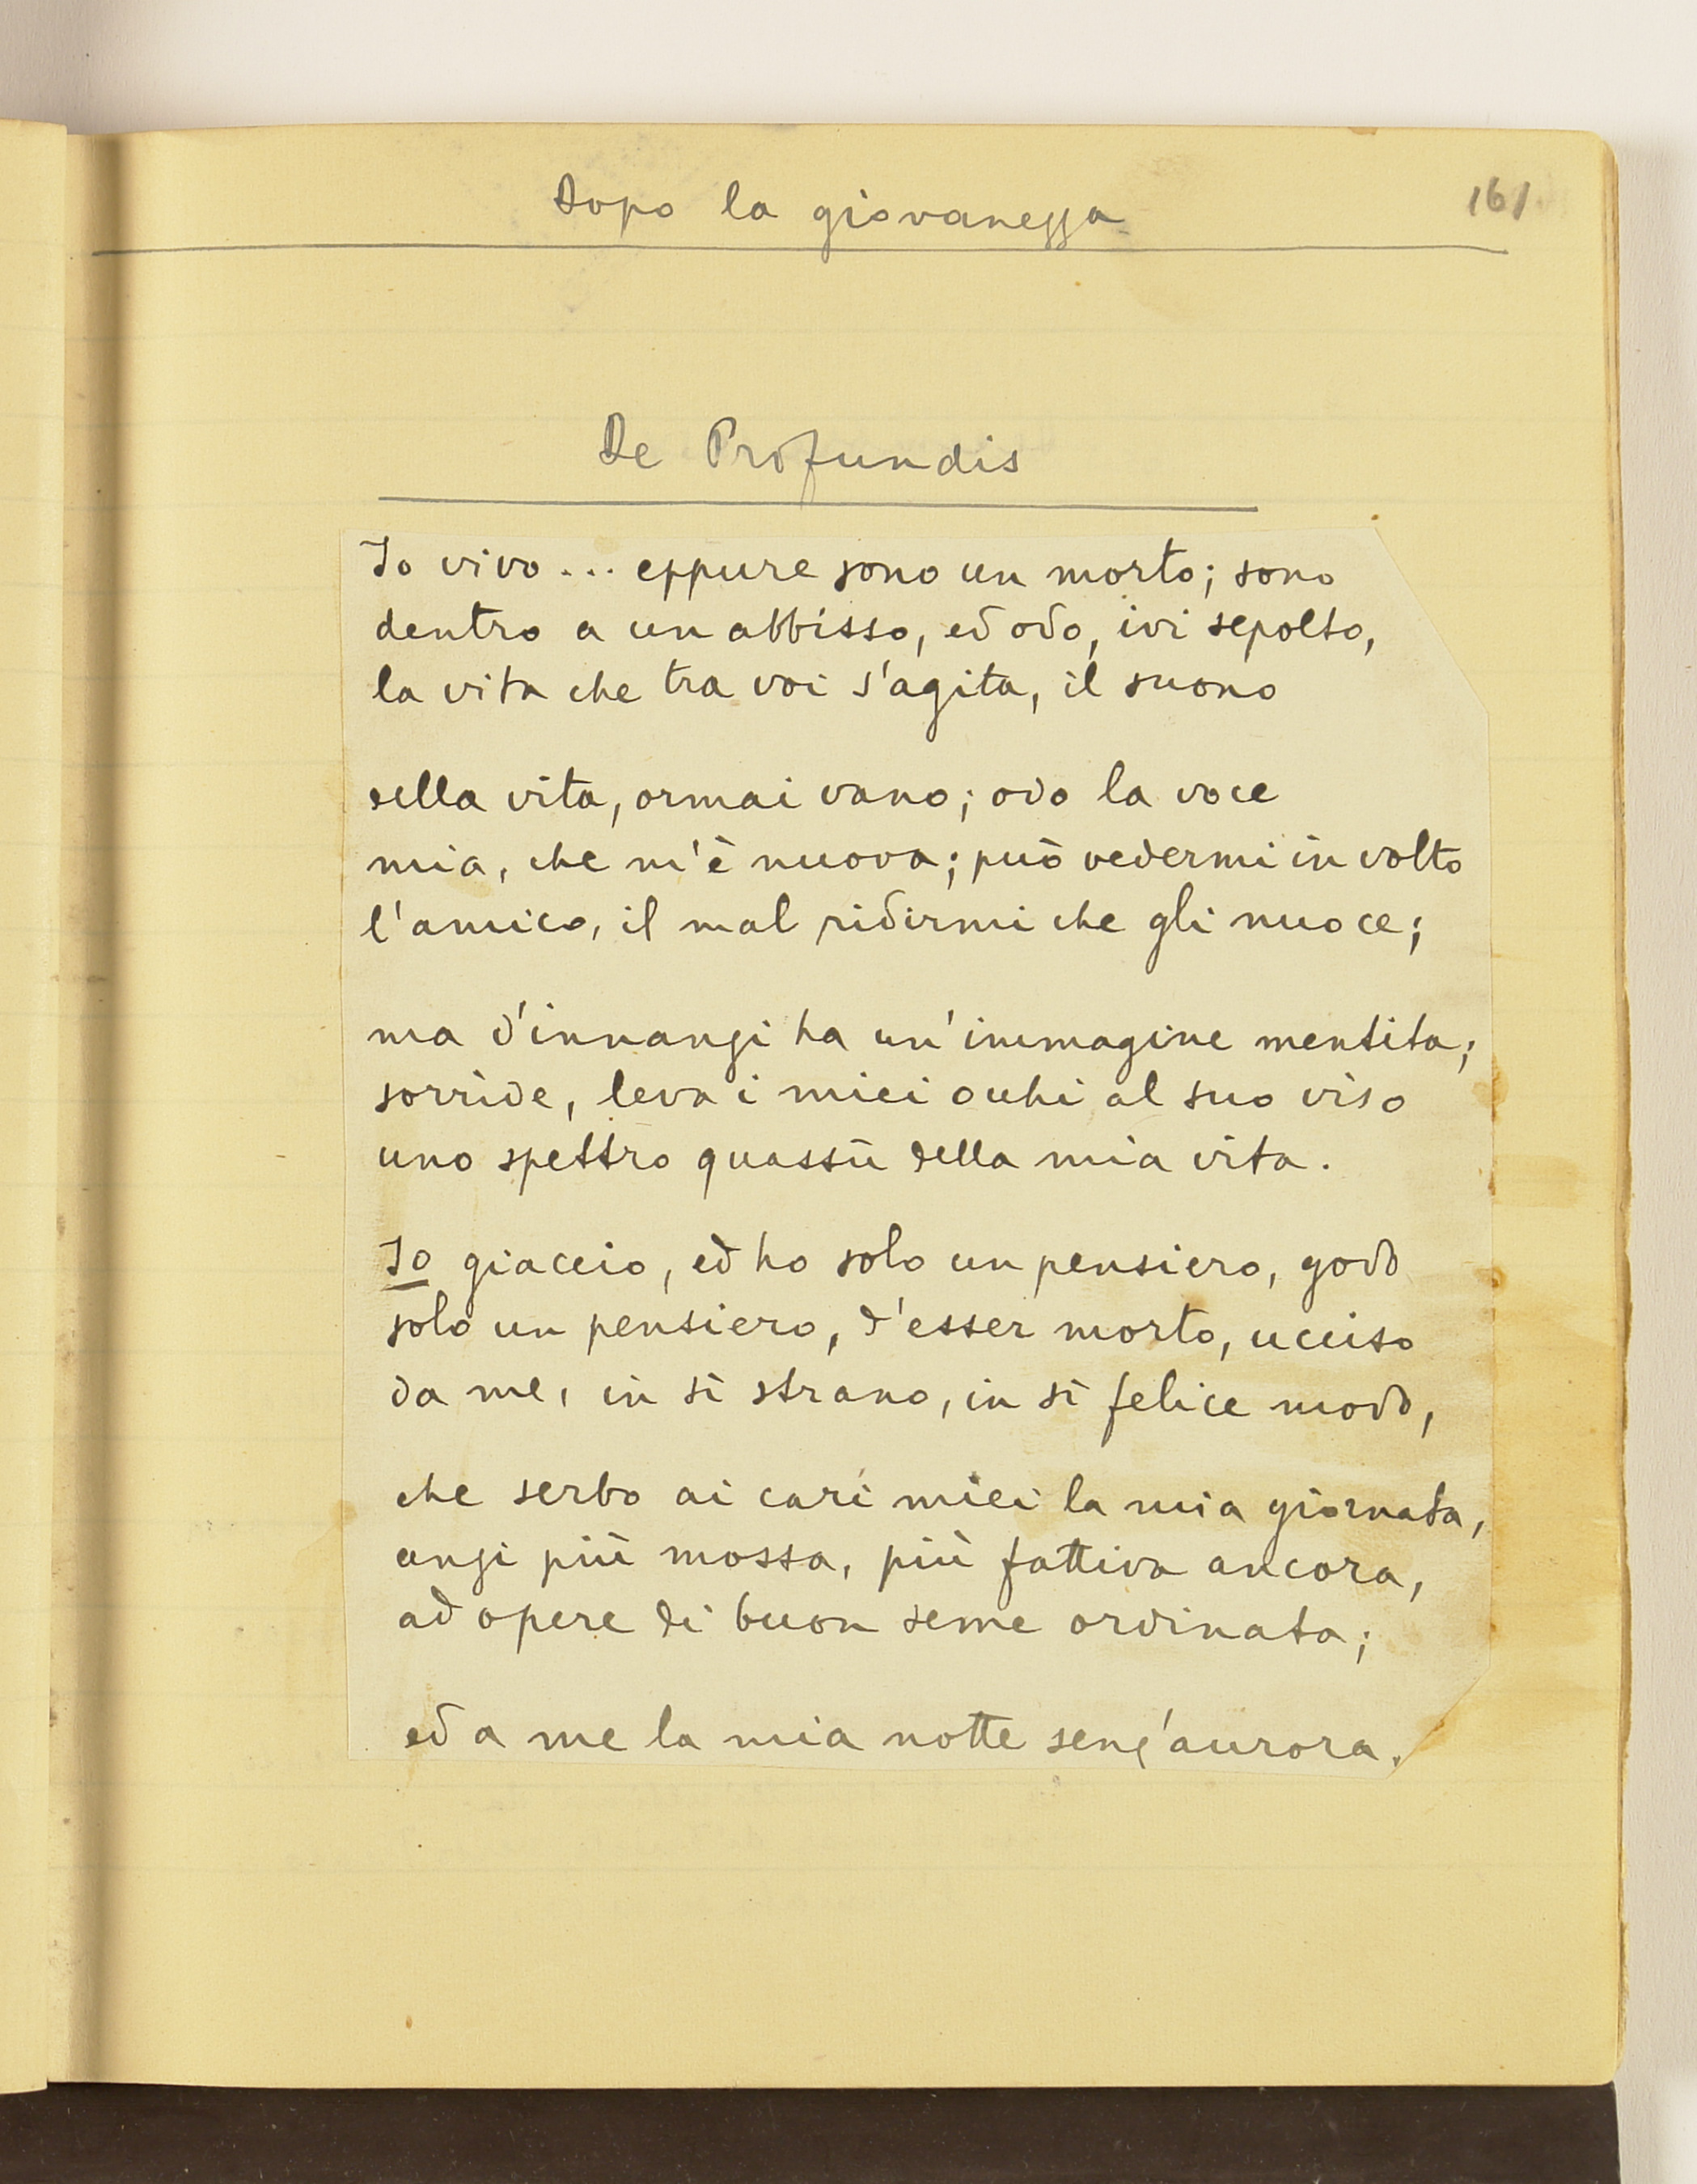 Dopo la giovanezza
161.
De Profundis
Io vivo... eppure sono un morto; sono
dentro a un abbisso, ed odo, ivi sepolto,
la vita che tra voi s'agita, il suono
della vita, ormai vano; odo la voce
mia, che m'è nuova; può vedermi in volto
l'amico, il mal ridirmi che gli nuoce;
ma d'innanzi ha un'immagine mentita;
sorride, leva i miei occhi al suo viso
uno spettro quassù della mia vita.
Io giaccio, ed ho solo un pensiero, godo
solo un pensiero, d'esser morto, ucciso
da me, in sì strano, in sì felice modo,
che serbo ai cari miei la mia giornata,
anzi più mossa, più fattiva ancora,
ad opere di buon seme ordinata;
ed a me la mia notte senz'aurora.